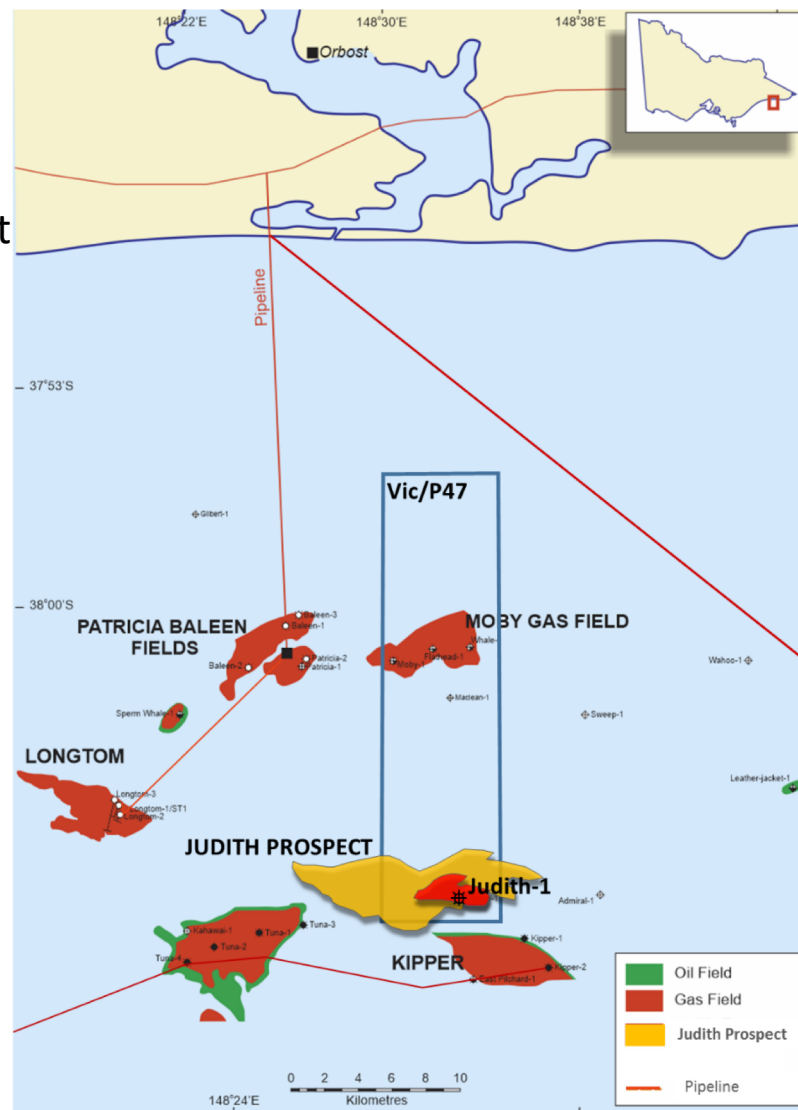 148°22'E
148°30'E
148°38'E
Orbost
t
Pipeline
37°53'S
Vic/P47
Gilbert-1
38°00'S
PATRICIA BALEEN
FIELDS
Baleen-3
Baleen-1
Baleen-2
Patricia-2
atricia-1
MOBY GAS FIELD
Whale-
Flathead-1
Moby-1
Wahoo-1
Maclean-1
Sperm Whale-1
Sweep-1
LONGTOM
Longtom-3
Longtom-1/ST1
Longtom-2
Leather-jacket-1
JUDITH PROSPECT
Judith-1
Admiral-1
Kahawai-1
Tuna-1
Tuna-3
Tuna-2
Tuna-4
KIPPER
Kipper-1
Kipper-2
East Pilchard-1
Oil Field
Gas Field
Judith Prospect
Pipeline
0 2 4 6 8 10
Kilometres
148°24'E